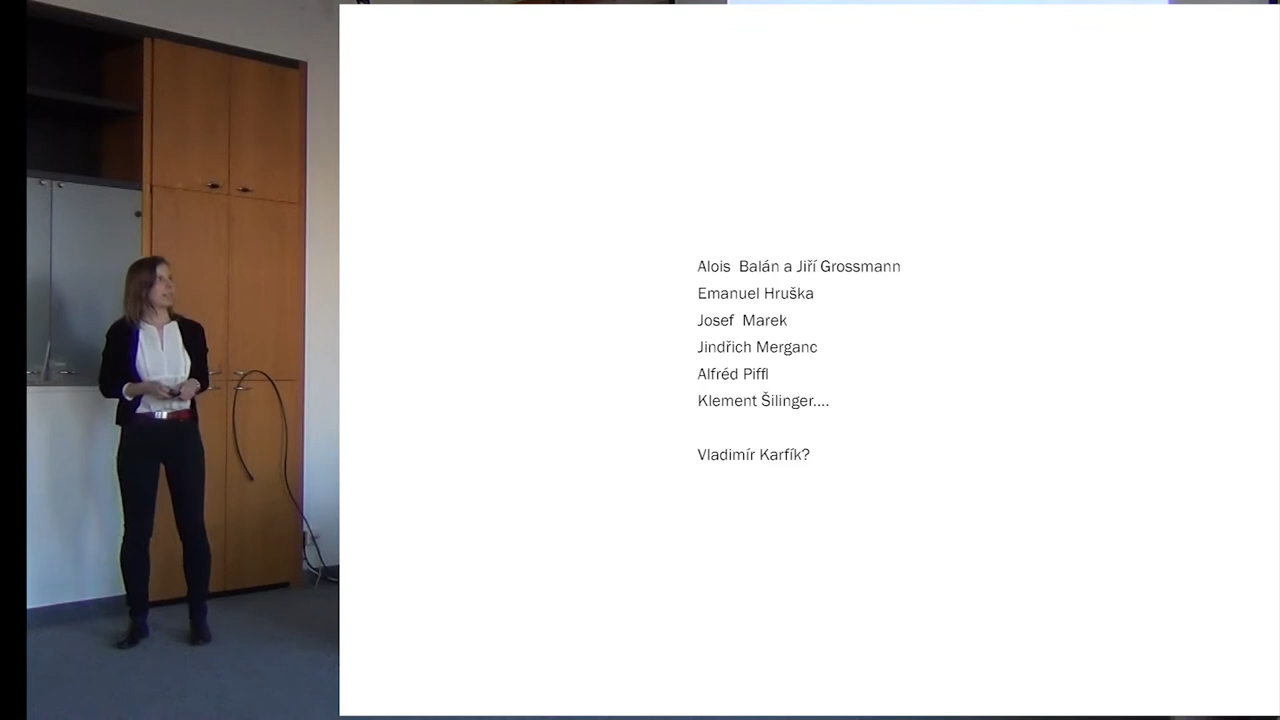 Alois  Balán a Jiří Grossmann
Emanuel Hruška
Josef  Marek
Jindřich Merganc
Alfréd Piffl
Klement Šilinger....
Vladimír Karfík?